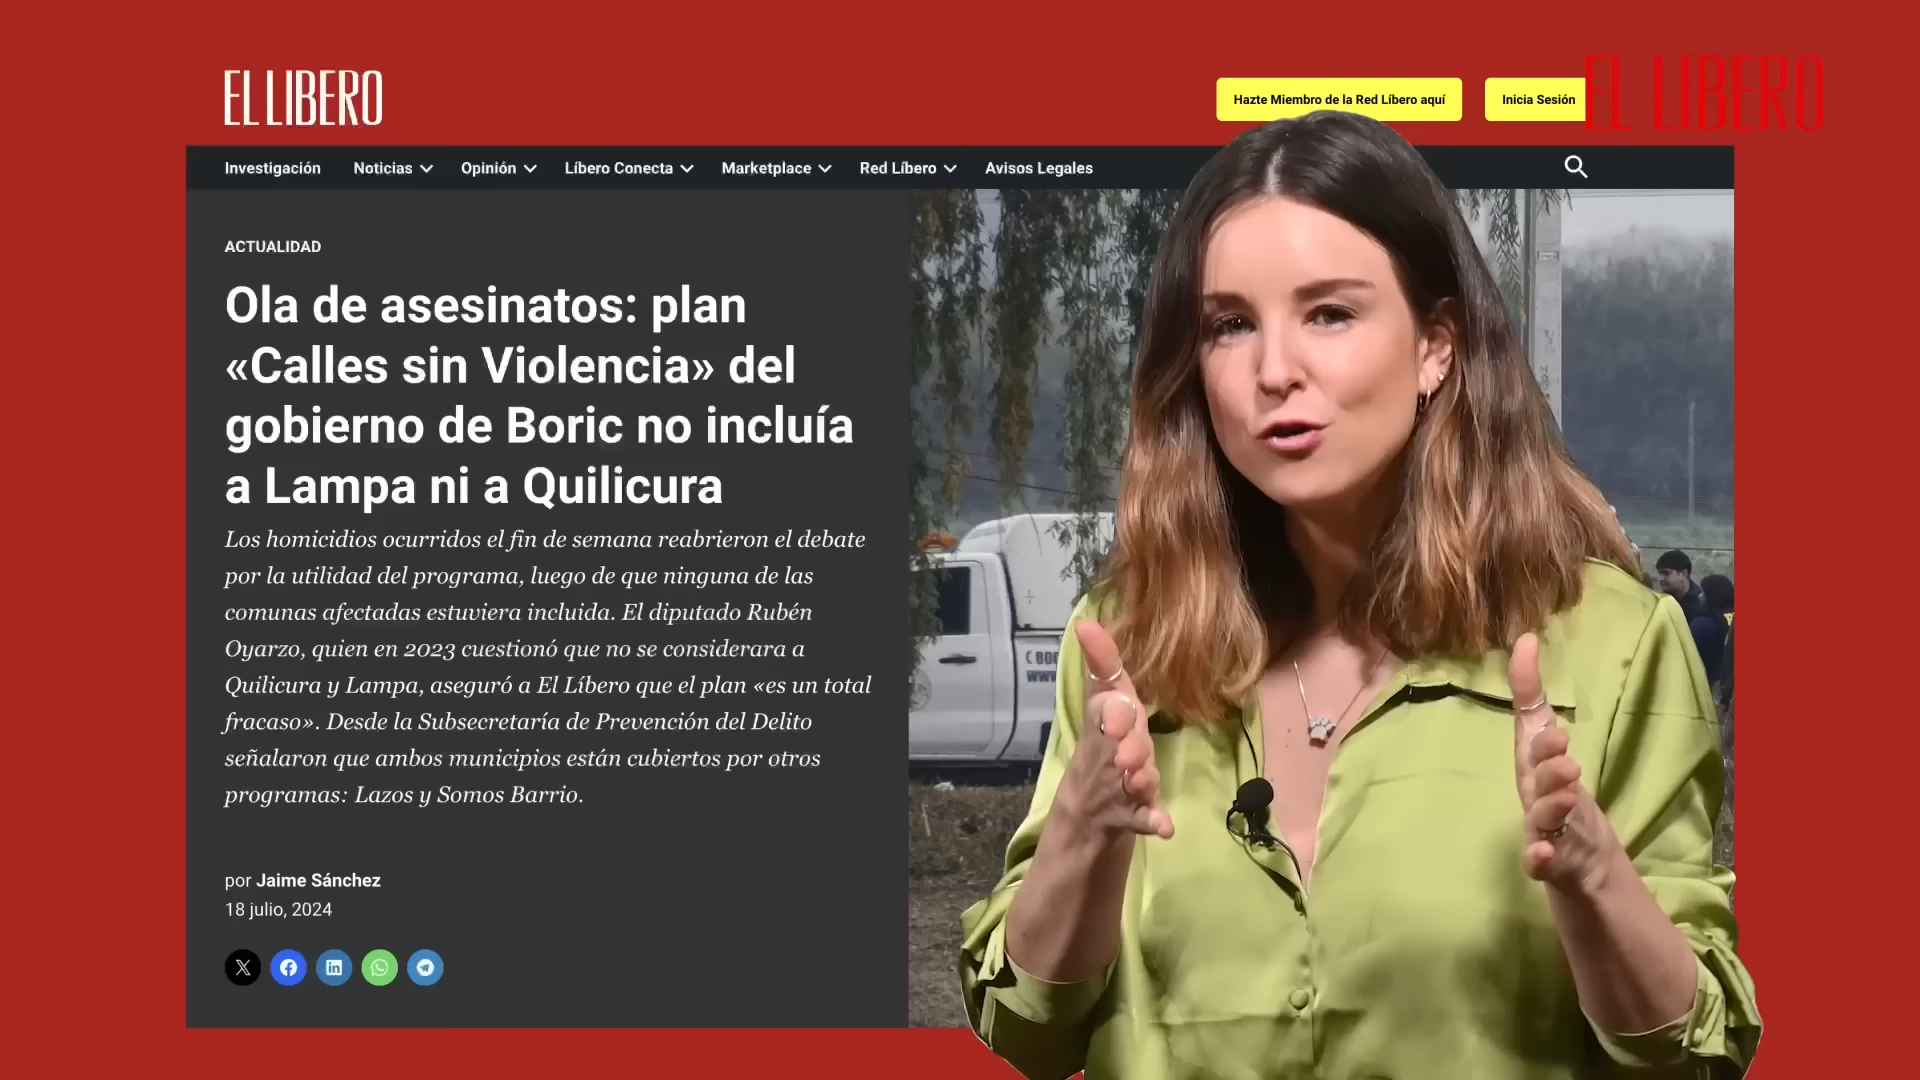 EL LIBERO
Hazte Miembro de la Red Líbero aquí
Inicia Sesión
EL LIBERO
Investigación
Noticias
Opinión
Líbero Conecta
Marketplace
Red Líbero
Avisos Legales
ACTUALIDAD
Ola de asesinatos: plan
«Calles sin Violencia» del
gobierno de Boric no incluía
a Lampa ni a Quilicura
Los homicidios ocurridos el fin de semana reabrieron el debate
por la utilidad del programa, luego de que ninguna de las
comunas afectadas estuviera incluida. El diputado Rubén
Oyarzo, quien en 2023 cuestionó que no se considerara a
Quilicura y Lampa, aseguró a El Líbero que el plan «es un total
fracaso». Desde la Subsecretaría de Prevención del Delito
señalaron que ambos municipios están cubiertos por otros
programas: Lazos y Somos Barrio.
por Jaime Sánchez
18 julio, 2024